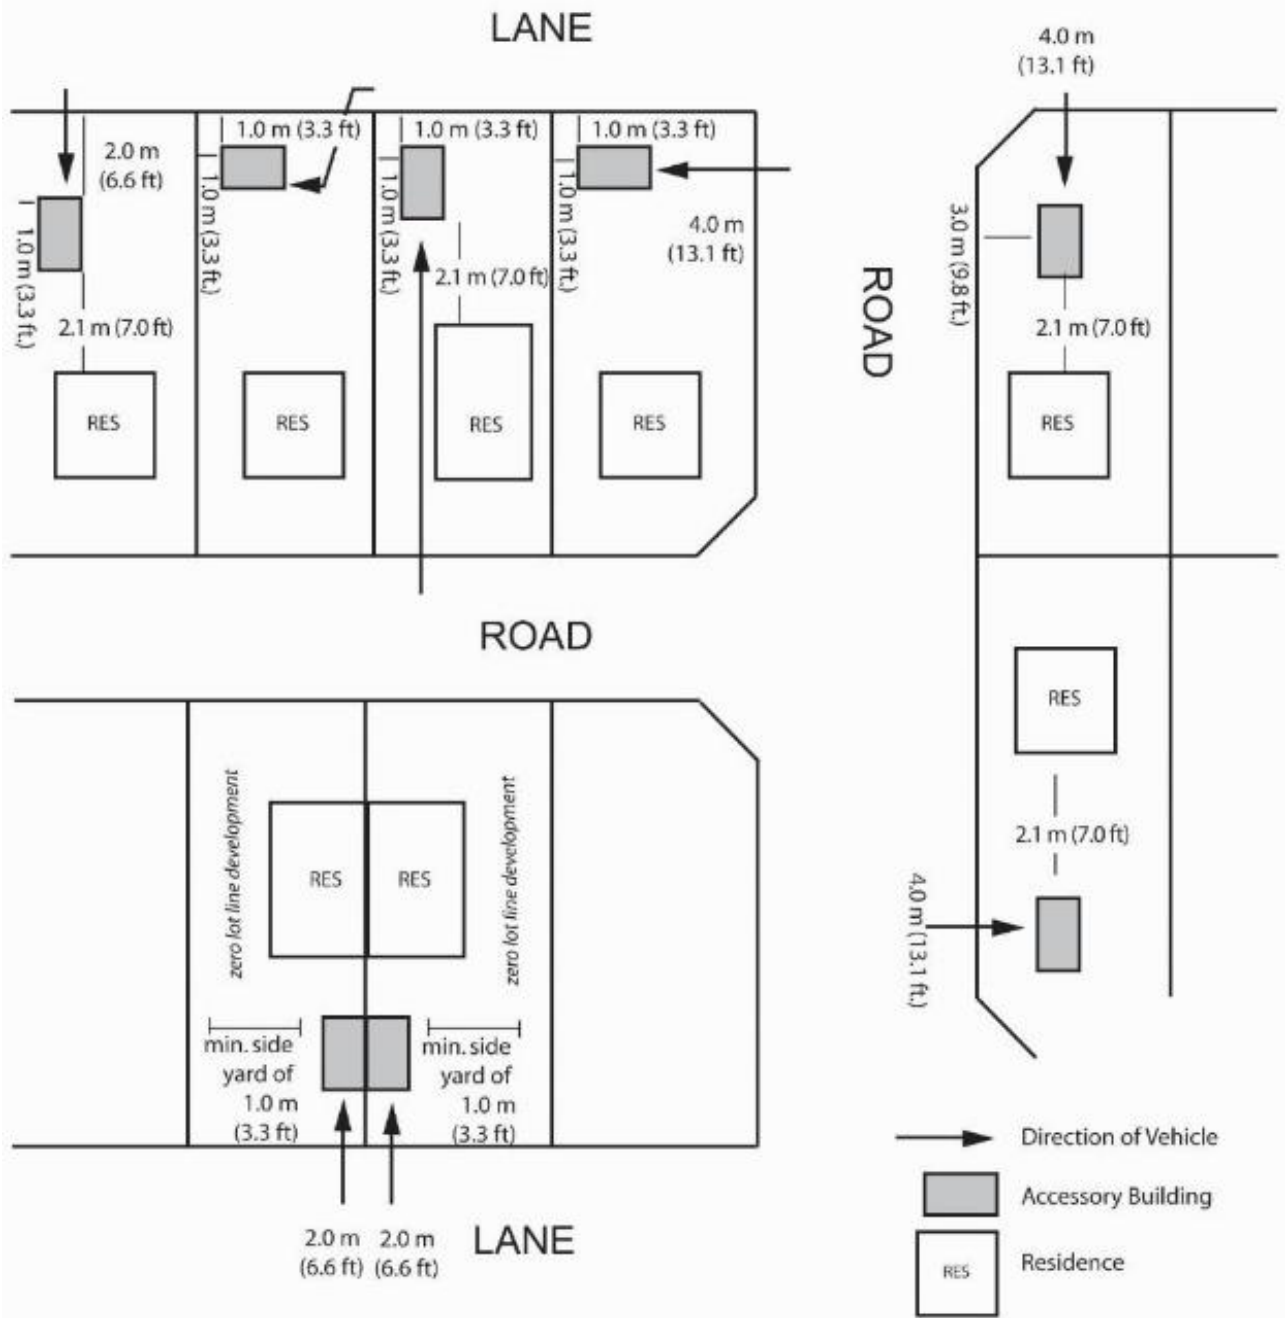 LANE
4.0 m
(13.1 ft)
1.0 m (3.3 ft)
1.0 m (3.3 ft)
1.0 m (3.3 ft)
2.0 m
(6.6 ft)
1.0 m (3.3 ft.)
1.0 m (3.3 ft.)
1.0 m (3.3 ft.)
1.0 m (3.3 ft.)
4.0 m
(13.1 ft)
3.0 m (9.8 ft.)
2.1 m (7.0 ft)
2.1 m (7.0 ft)
2.1 m (7.0 ft)
ROAD
RES
RES
RES
RES
RES
ROAD
RES
zero lot line development
zero lot line development
RES
RES
2.1 m (7.0 ft)
4.0 m (13.1 ft.)
min. side
yard of
1.0 m
(3.3 ft)
min. side
yard of
1.0 m
(3.3 ft)
2.0 m
(6.6 ft)
2.0 m
(6.6 ft)
LANE
Direction of Vehicle
Accessory Building
RES
Residence